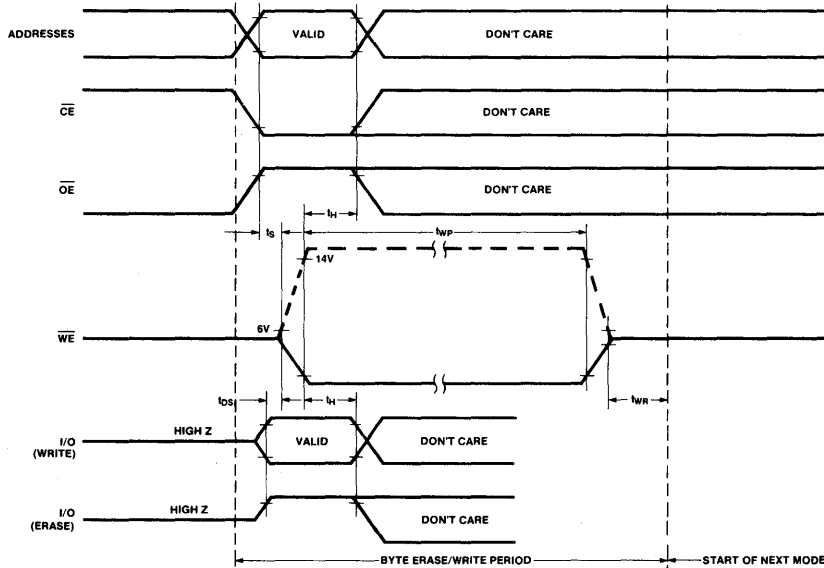 ADDRESSES
VALID
DON'T CARE
CE
DON'T CARE
OE
DON'T CARE
tH
tS
tWP
14V
6V
WE
tDS
tH
tWR
I/O
(WRITE)
HIGH Z
VALID
DON'T CARE
I/O
(ERASE)
HIGH Z
DON'T CARE
BYTE ERASE/WRITE PERIOD
START OF NEXT MODE